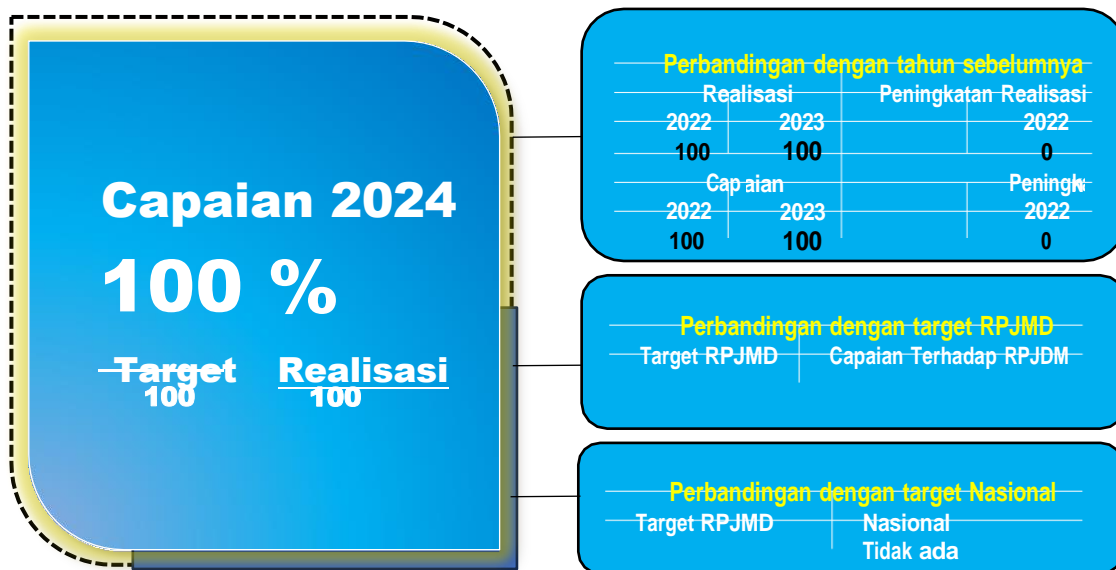 Capaian 2024
100 %
Target Realisasi
100 100
Perbandingan dengan tahun sebelumnya
Realisasi Peningkatan Realisasi
2022 2023 2022
100 100 0
Capaian Peningka
2022 2023 2022
100 100 0
Perbandingan dengan target RPJMD
Target RPJMD Capaian Terhadap RPJDM
Perbandingan dengan target Nasional
Target RPJMD Nasional
Tidak ada